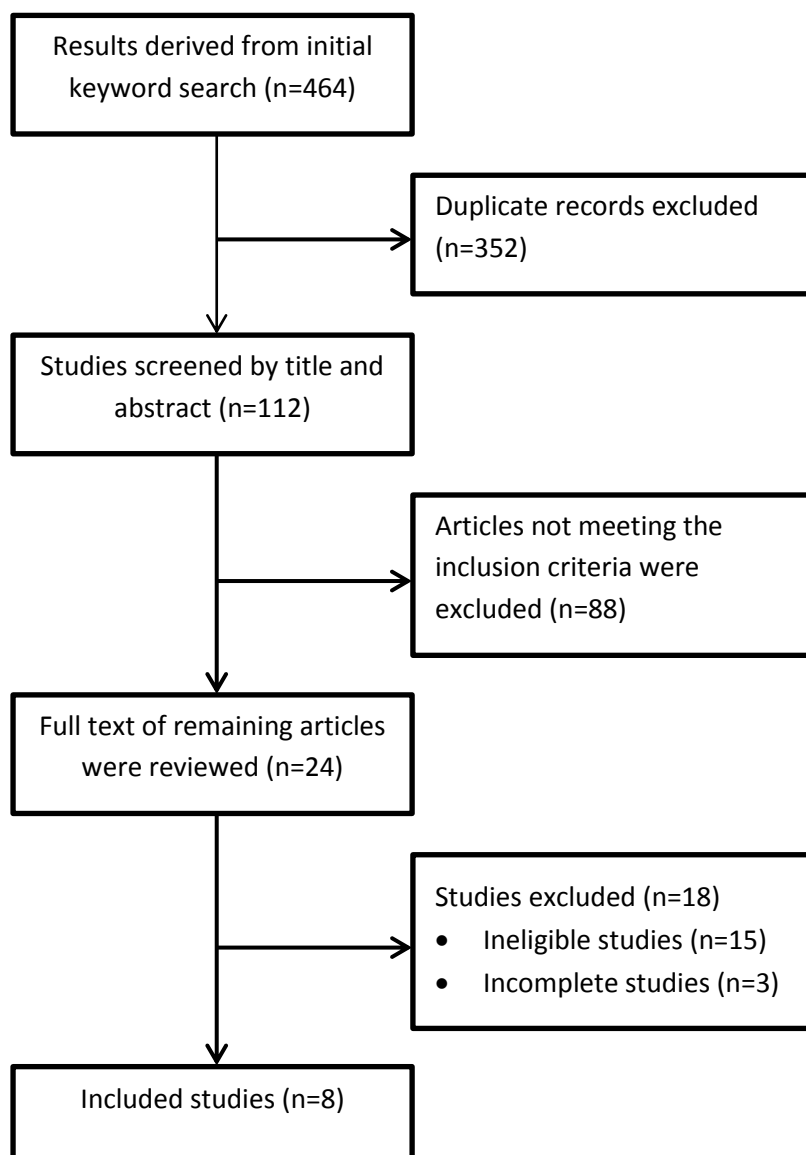 Results derived from initial
keyword search (n=464)
Duplicate records excluded
(n=352)
Studies screened by title and
abstract (n=112)
Articles not meeting the
inclusion criteria were
excluded (n=88)
Full text of remaining articles
were reviewed (n=24)
Studies excluded (n=18)
• Ineligible studies (n=15)
• Incomplete studies (n=3)
Included studies (n=8)